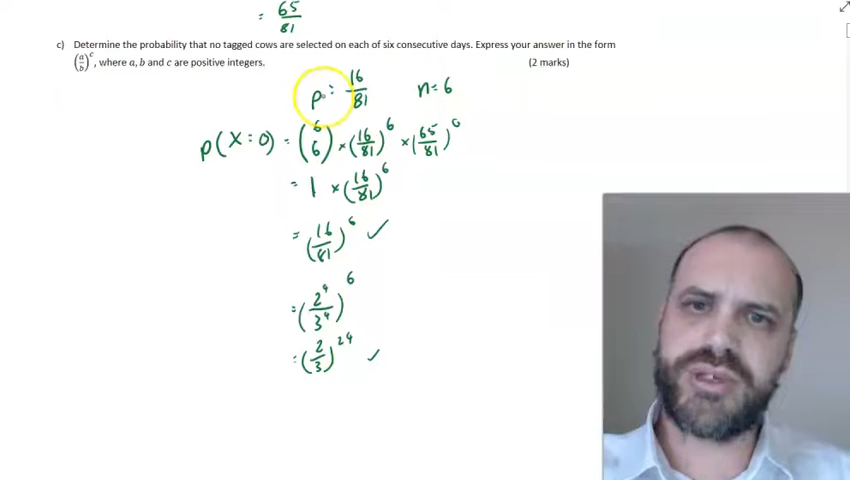 = 65/81
c) Determine the probability that no tagged cows are selected on each of six consecutive days. Express your answer in the form
(a/b)^c, where a, b and c are positive integers. (2 marks)
p = 16/81 n = 6
p(X = 0) = (6 6) × (16/81)^6 × (65/81)^0
= 1 × (16/81)^6
= (16/81)^6 ✓
= (2^4/3^4)^6
= (2/3)^24 ✓